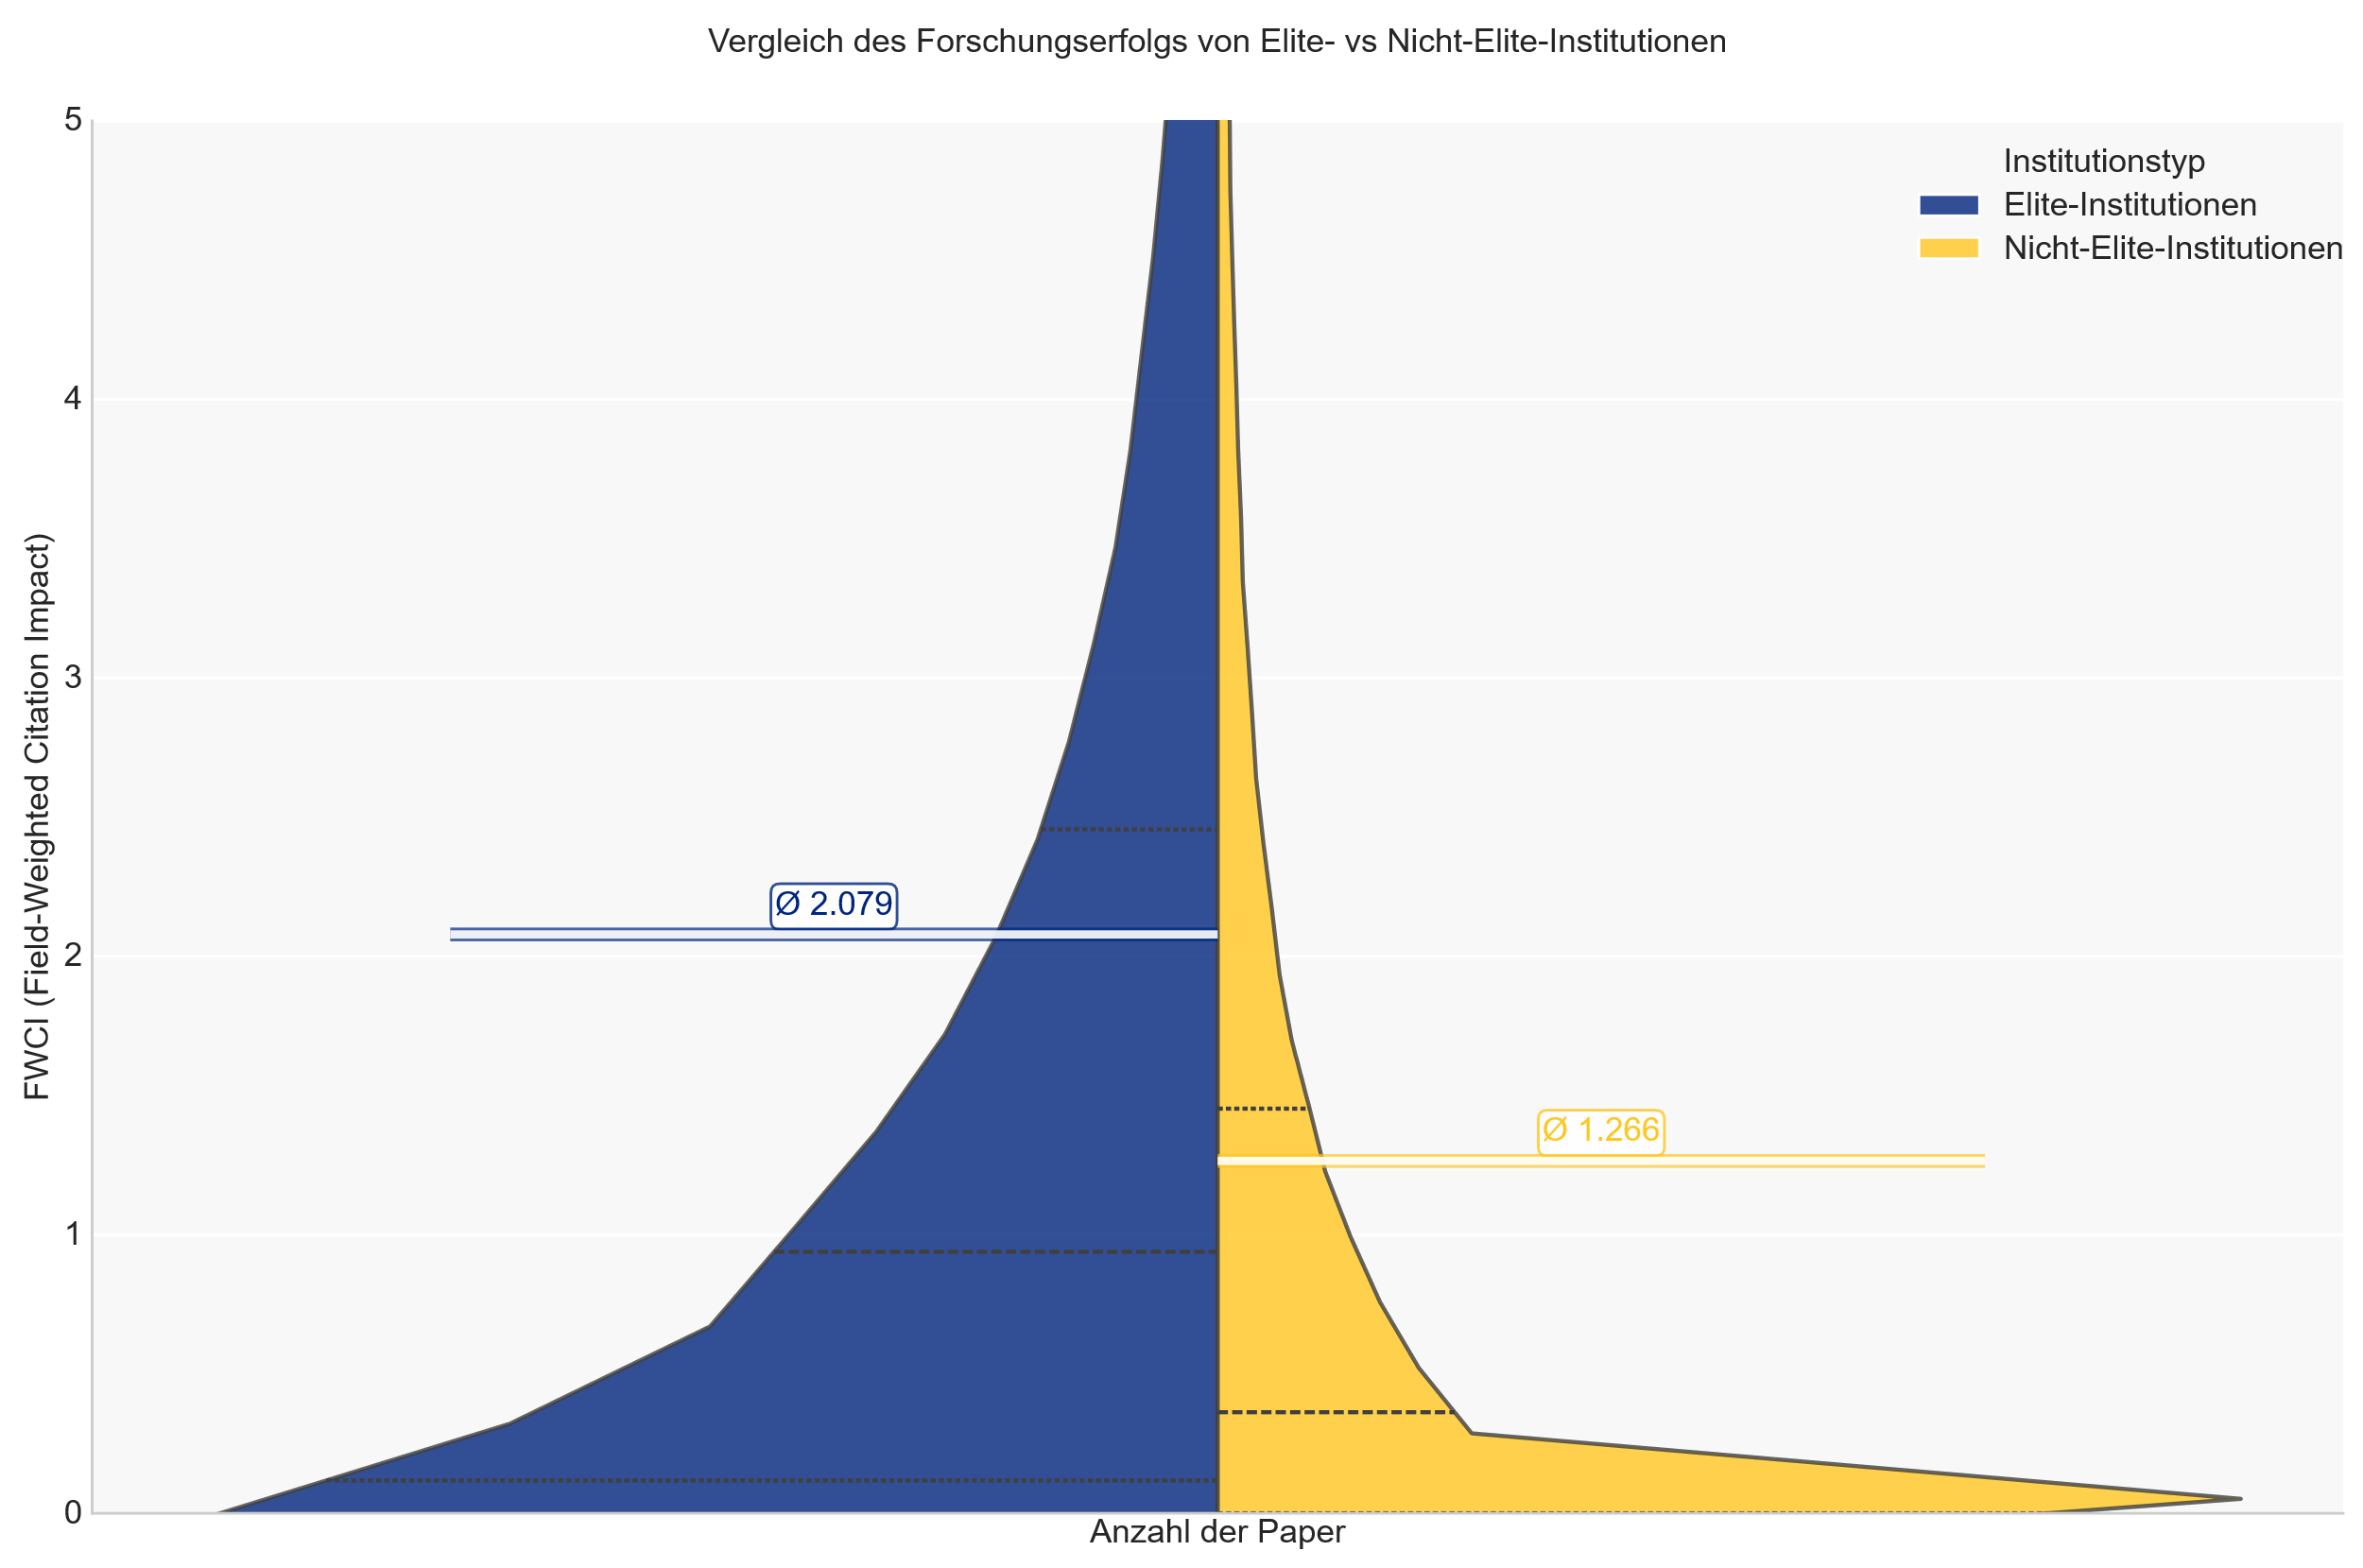 Vergleich des Forschungserfolgs von Elite- vs Nicht-Elite-Institutionen
5
4
3
2
1
0
FWCI (Field-Weighted Citation Impact)
Institutionstyp
Elite-Institutionen
Nicht-Elite-Institutionen
Ø 2.079
Ø 1.266
Anzahl der Paper